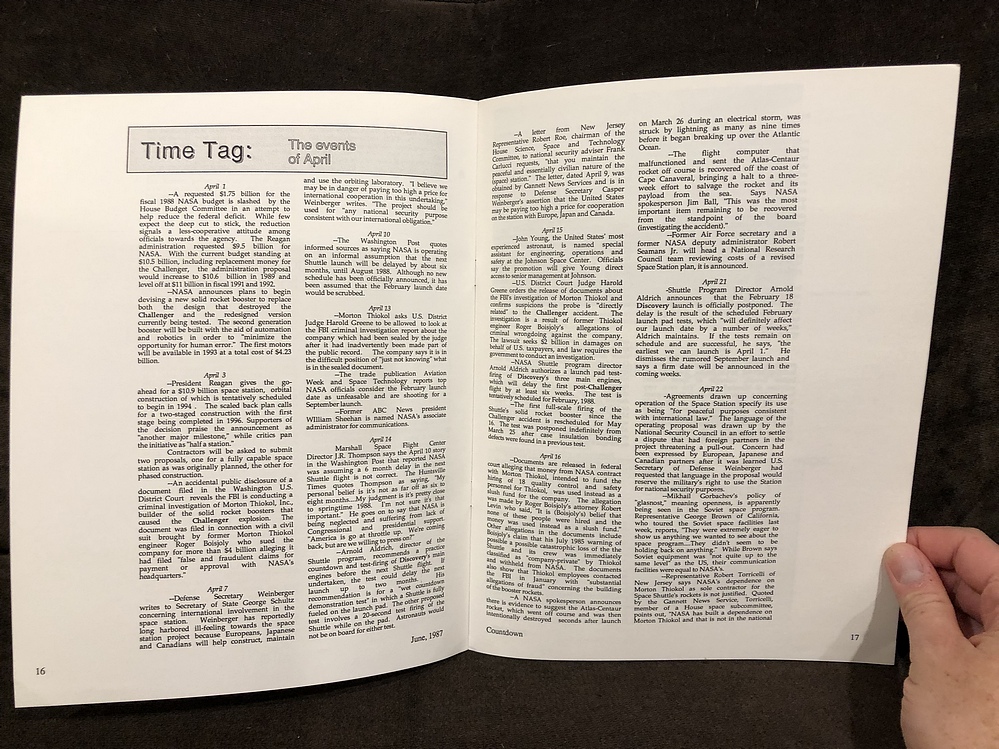 Time Tag:
The events
of April
April 1
—A requested $1.75 billion for the
fiscal 1988 NASA budget is slashed by the
House Budget Committee in an attempt to
help reduce the federal deficit. While few
expect the deep cut to stick, the reduction
signals a less-cooperative attitude among
officials towards the agency. The Reagan
administration requested $9.5 billion for
NASA. With the current budget standing at
$10.5 billion, including replacement money for
the Challenger, the administration proposal
would increase to $10.6 billion in 1989 and
level off at $11 billion in fiscal 1991 and 1992.
—NASA announces plans to begin
devising a new solid rocket booster to replace
both the design that destroyed the
Challenger and the redesigned version
currently being tested. The second generation
booster will be built with the aid of automation
and robotics in order to "minimize the
opportunity for human error." The first motors
will be available in 1993 at a total cost of $4.23
billion.
April 3
—President Reagan gives the go-
ahead for a $10.9 billion space station, orbital
construction of which is tentatively scheduled
to begin in 1994 . The scaled back plan calls
for a two-staged construction with the first
stage being completed in 1996. Supporters of
the decision praise the announcement as
"another major milestone," while critics pan
the initiative as "half a station."
Contractors will be asked to submit
two proposals, one for a fully capable space
station as was originally planned, the other for
phased construction.
—An accidental public disclosure of a
document filed in the Washington U.S.
District Court reveals the FBI is conducting a
criminal investigation of Morton Thiokol, Inc.,
builder of the solid rocket boosters that
caused the Challenger explosion. The
document was filed in connection with a civil
suit brought by former Morton Thiokol
engineer Roger Boisjoly who sued the
company for more than $4 billion alleging it
had filed "false and fraudulent claims for
payment or approval with NASA's
headquarters."
April 7
—Defense Secretary Weinberger
writes to Secretary of State George Schultz
concerning international involvement in the
space station. Weinberger has reportedly
long harbored ill-feeling towards the space
station project because Europeans, Japanese
and Canadians will help construct, maintain
and use the orbiting laboratory. "I believe we
may be in danger of paying too high a price for
international cooperation in this undertaking,"
Weinberger writes. "The project should be
used for "any national security purpose
consistent with our international obligation."
April 10
—The Washington Post quotes
informed sources as saying NASA is operating
on an informal assumption that the next
Shuttle launch will be delayed by about six
months, until August 1988. Although no new
schedule has been officially announced, it has
been assumed that the February launch date
would be scrubbed.
April 13
—Morton Thiokol asks U.S. District
Judge Harold Greene to be allowed to look at
the FBI criminal investigation report about the
company which had been sealed by the judge
after it had inadvertently been made part of
the public record. The company says it is in
the difficult position of "just not knowing" what
is in the sealed document.
—The trade publication Aviation
Week and Space Technology reports top
NASA officials consider the February launch
date as unfeasable and are shooting for a
September launch.
—Former ABC News president
William Sheehan is named NASA's associate
administrator for communications.
April 14
Marshall Space Flight Center
Director J.R. Thompson says the April 10 story
in the Washington Post that reported NASA
was assuming a 6 month delay in the next
Shuttle flight is not correct. The Huntsville
Times quotes Thompson as saying, "My
personal belief is it's not as far off as six to
eight months....My judgment is it's pretty close
to springtime 1988. I'm not sure it's that
important." He goes on to say that NASA is
being neglected and suffering from lack of
Congressional and presidential support.
"America is go at throttle up. We're coming
back, but are we willing to press on?"
—Arnold Aldrich, director of the
Shuttle program, recommends a practice
countdown and test-firing of Discovery's main
engines before the next Shuttle flight. If
undertaken, the test could delay the next
launch up to two months. His
recommendation is for a "wet countdown
demonstration test" in which a Shuttle is fully
fueled on the launch pad. The other proposed
test involves a 20-second test firing of the
Shuttle while on the pad. Astronauts would
not be on board for either test.
June, 1987
16
—A letter from New Jersey
Representative Robert Roe, chairman of the
House Science, Space and Technology
Committee, to national security adviser Frank
Carlucci requests, "that you maintain the
peaceful and essentially civilian nature of the
(space) station." The letter, dated April 9, was
obtained by Gannett News Services and is in
response to Defense Secretary Casper
Weinberger's assertion that the United States
may be paying too high a price for cooperation
on the station with Europe, Japan and Canada.
April 15
—John Young, the United States' most
experienced astronaut, is named special
assistant for engineering, operations and
safety at the Johnson Space Center. Officials
say the promotion will give Young direct
access to senior management at Johnson.
—U.S. District Court Judge Harold
Greene orders the release of documents about
the FBI's investigation of Morton Thiokol and
confirms suspicions the probe is "directly
related" to the Challenger accident. The
investigation is a result of former Thiokol
engineer Roger Boisjoly's allegations of
criminal wrongdoing against the company.
The lawsuit seeks $2 billion in damages on
behalf of U.S. taxpayers, and law requires the
government to conduct an investigation.
—NASA Shuttle program director
Arnold Aldrich authorizes a launch pad test-
firing of Discovery's three main engines,
which will delay the first post-Challenger
flight by at least six weeks. The test is
tentatively scheduled for February, 1988.
—The first full-scale firing of the
Shuttle's solid rocket booster since the
Challenger accident is rescheduled for May
16. The test was postponed indefinitely from
March 25 after case insulation bonding
defects were found in a previous test.
April 16
—Documents are released in federal
court alleging that money from NASA contract
with Morton Thiokol, intended to fund the
hiring of 18 quality control and safety
personnel for Thiokol, was used instead as a
slush fund for the company. The allegation
was made by Roger Boisjoly's attorney Robert
Levin who said, "It is (Boisjoly's) belief that
none of these people were hired and the
money was used instead as a slush fund."
Other allegations in the documents include
Boisjoly's claim that his July 1985 warning of
possible a possible catastrophic loss of the the
Shuttle and its crew was immediately
classified as "company-private" by Thiokol
and withheld from NASA. The documents
also show that Thiokol employees contacted
the FBI in January with "substantial
allegations of fraud" concerning the building
of the booster rockets.
—A NASA spokesperson announces
there is evidence to suggest the Atlas-Centaur
rocket, which went off course and was then
intentionally destroyed seconds after launch
on March 26 during an electrical storm, was
struck by lightning as many as nine times
before it began breaking up over the Atlantic
Ocean.
—The flight computer that
malfunctioned and sent the Atlas-Centaur
rocket off course is recovered off the coast of
Cape Canaveral, bringing a halt to a three-
week effort to salvage the rocket and its
payload from the sea. Says NASA
spokesperson Jim Ball, "This was the most
important item remaining to be recovered
from the standpoint of the board
(investigating the accident)."
—Former Air Force secretary and a
former NASA deputy administrator Robert
Seamans Jr. will head a National Research
Council team reviewing costs of a revised
Space Station plan, it is announced.
April 21
-Shuttle Program Director Arnold
Aldrich announces that the February 18
Discovery launch is officially postponed. The
delay is the result of the scheduled February
launch pad tests, which "will definitely affect
our launch date by a number of weeks,"
Aldrich maintains. If the tests remain on
schedule and are successful, he says, "the
earliest we can launch is April 1." He
dismisses the rumored September launch and
says a firm date will be announced in the
coming weeks.
April 22
—Agreements drawn up concerning
operation of the Space Station specify its use
as being "for peaceful purposes consistent
with international law." The language of the
operating proposal was drawn up by the
National Security Council in an effort to settle
a dispute that had foreign partners in the
project threatening a pull-out. Concern had
been expressed by European, Japanese and
Canadian partners after it was learned U.S.
Secretary of Defense Weinberger had
requested that language in the proposal would
reserve the military's right to use the Station
for national security purposes.
—Mikhail Gorbachev's policy of
"glasnost," meaning openness, is apparently
being seen in the Soviet space program.
Representative George Brown of California,
who toured the Soviet space facilities last
week, reports, "They were extremely eager to
show us anything we wanted to see about the
space program....They didn't seem to be
holding back on anything." While Brown says
Soviet equipment was "not quite up to the
same level" as the US, their communication
facilities were equal to NASA's.
—Representative Robert Torricelli of
New Jersey says NASA's dependence on
Morton Thiokol as sole contractor for the
Space Shuttle's rockets is not justified. Quoted
by the Gannett News Service, Torricelli,
member of a House space subcommittee,
points out, "NASA has built a dependence on
Morton Thiokol and that is not in the national
Countdown
17